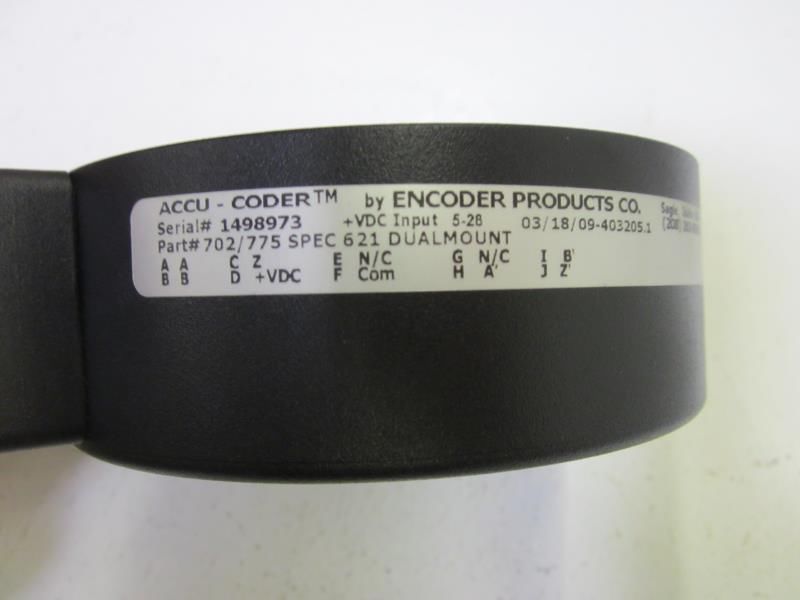 ACCU - CODER™ by ENCODER PRODUCTS CO. Sagle,
Serial# 1498973 +VDC Input 5-28 03/18/09-403205.1
Part# 702/775 SPEC 621 DUALMOUNT
A A C Z E N/C G N/C I B'
B B D +VDC F Com H A' J Z'